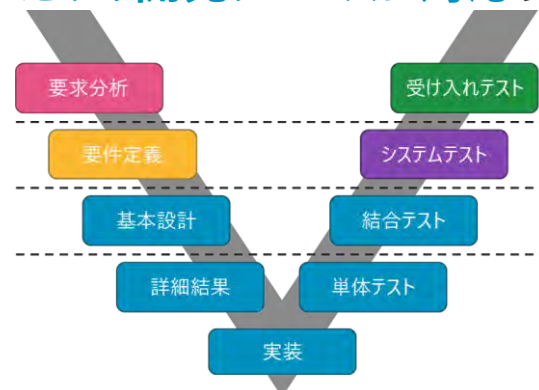 要求分析
受け入れテスト
要件定義
システムテスト
基本設計
結合テスト
詳細結果
単体テスト
実装